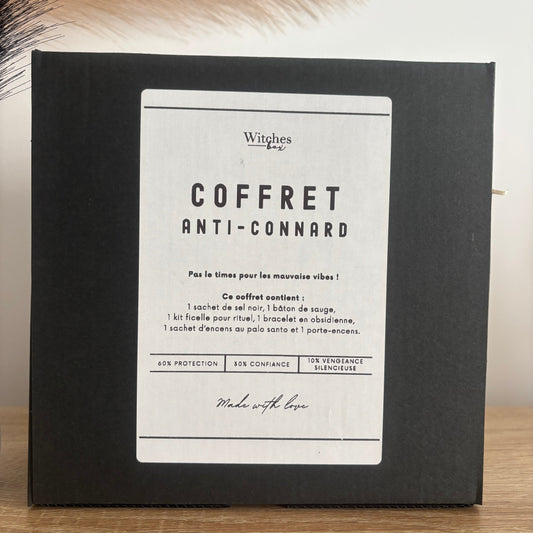 Witches
box
COFFRET
ANTI-CONNARD
Pas le times pour les mauvaise vibes !
Ce coffret contient :
1 sachet de sel noir, 1 bâton de sauge,
1 kit ficelle pour rituel, 1 bracelet en obsidienne,
1 sachet d'encens au palo santo et 1 porte-encens.
60% PROTECTION
30% CONFIANCE
10% VENGEANCE
SILENCIEUSE
Made with love